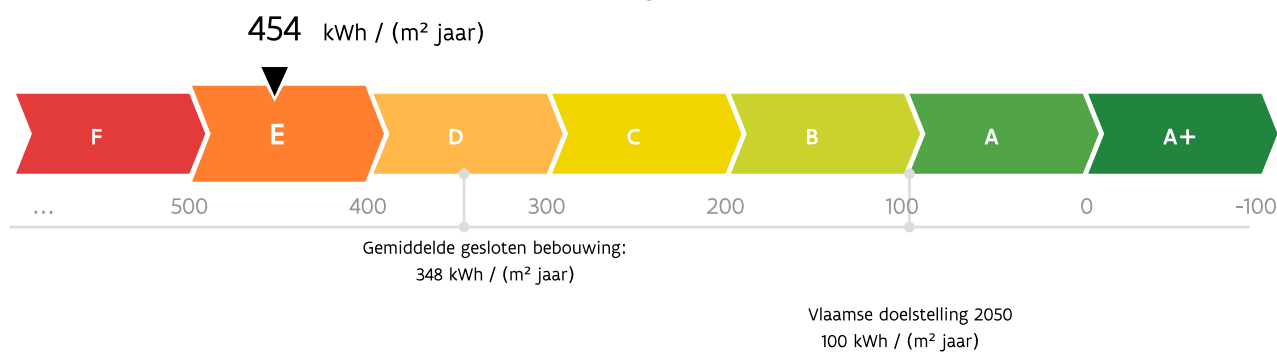 454 kWh / (m² jaar)
F E D C B A A+
... 500 400 300 200 100 0 -100
Gemiddelde gesloten bebouwing:
348 kWh / (m² jaar)
Vlaamse doelstelling 2050
100 kWh / (m² jaar)